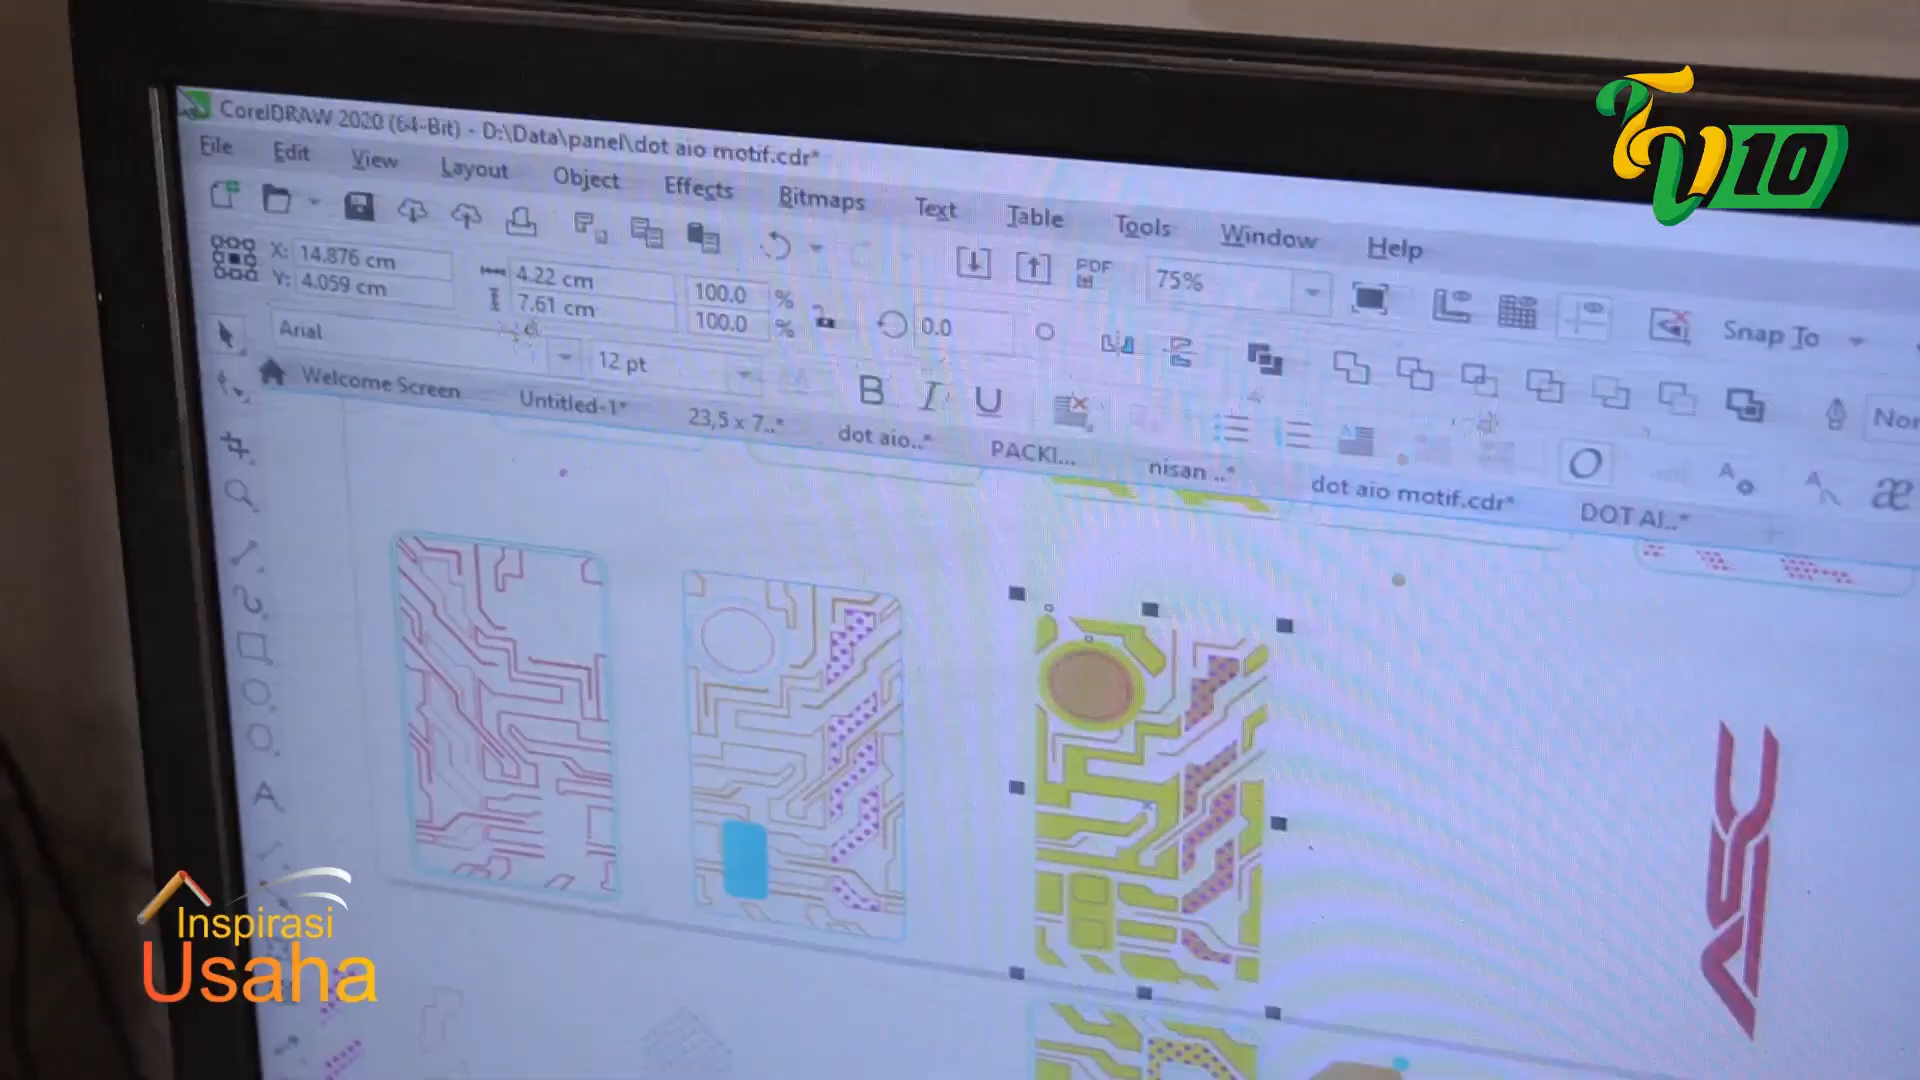 TV10
CorelDRAW 2020 (64-Bit) - D:\Data\panel\dot aio motif.cdr*
File Edit View Layout Object Effects Bitmaps Text Table Tools Window Help
PDF 75% Snap To
X: 14.876 cm 4.22 cm 100.0 % 0.0
Y: 4.059 cm 7.61 cm 100.0 %
Arial 12 pt B I U O æ
Welcome Screen Untitled-1* 23,5 x 7..* dot aio..* PACKI... nisan ..* dot aio motif.cdr* DOT AI..*
ASC
Inspirasi
Usaha